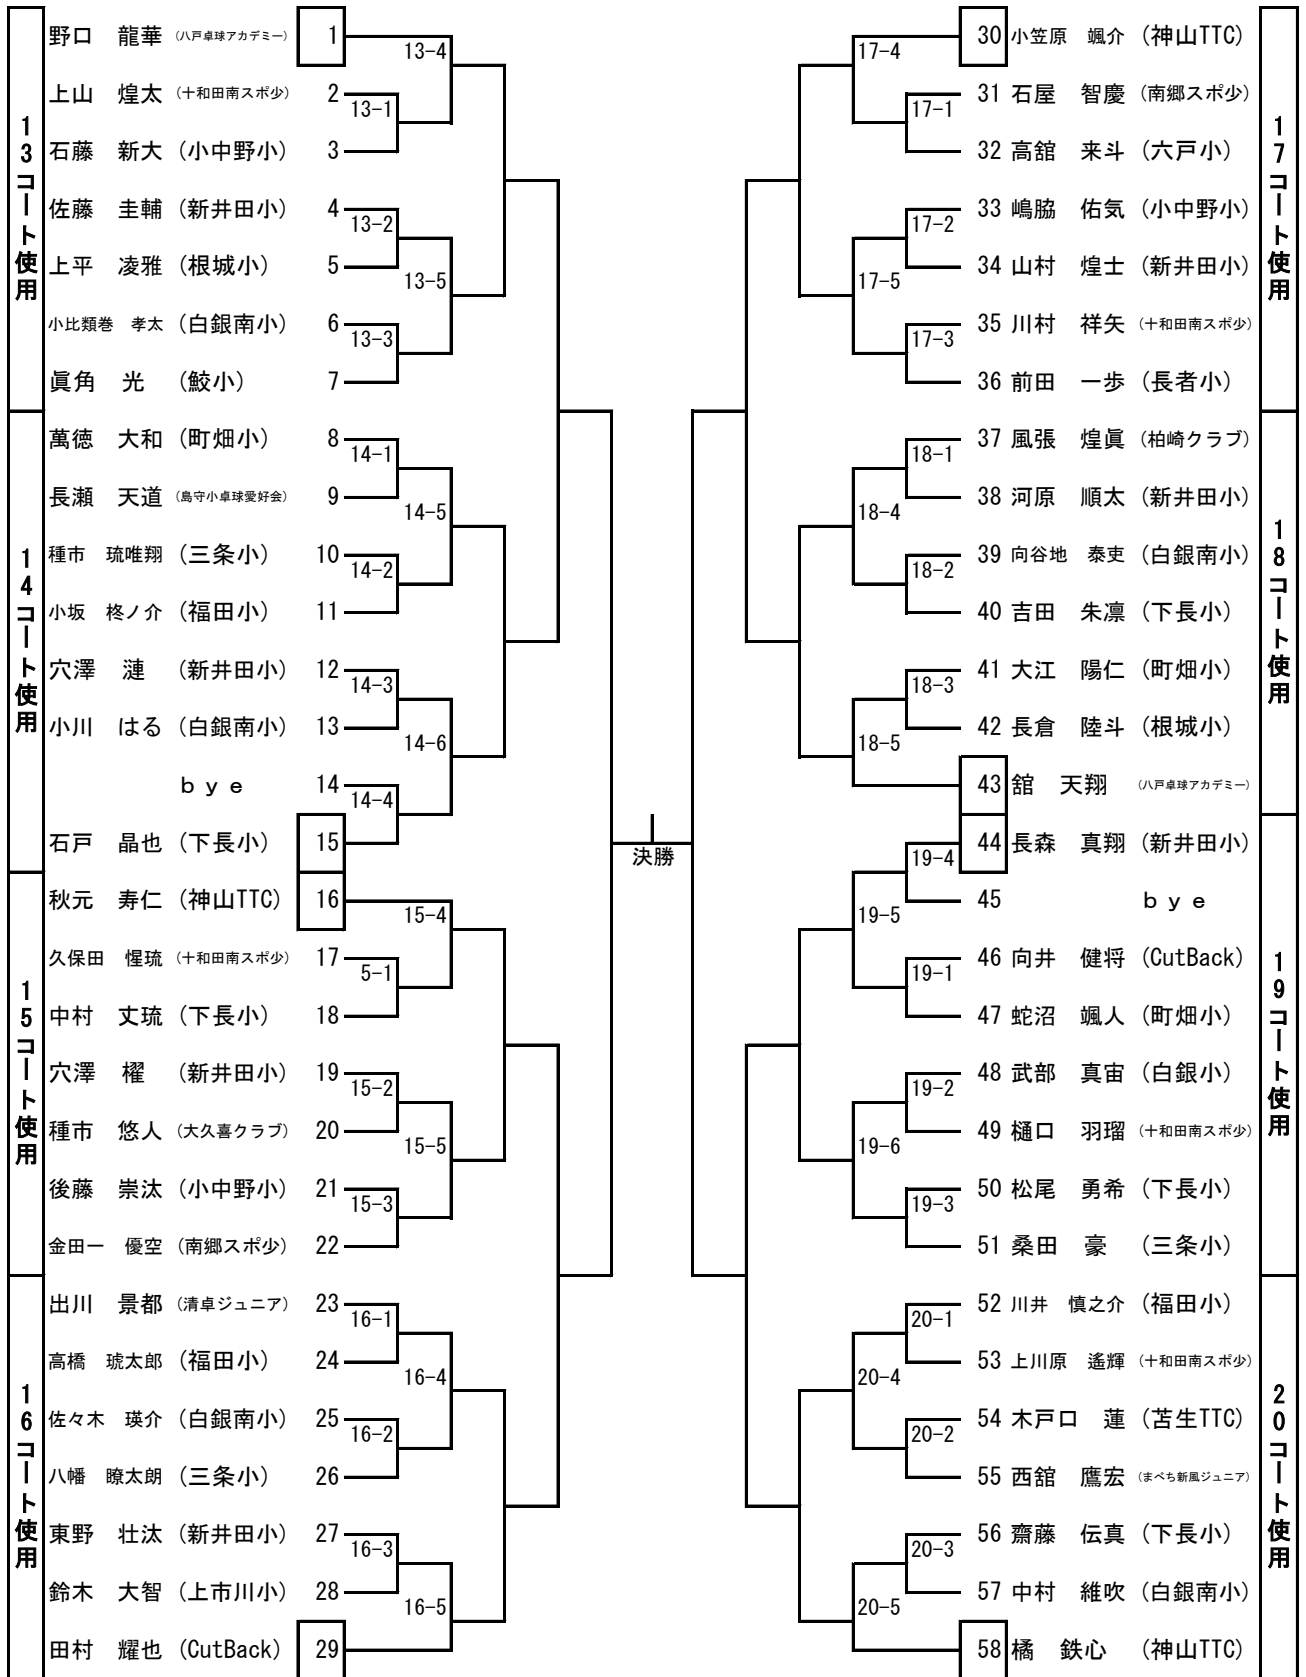 13コート使用
野口　龍華 (八戸卓球アカデミー) 1
13-4
上山　煌太 (十和田南スポ少) 2
13-1
石藤　新大 (小中野小) 3
佐藤　圭輔 (新井田小) 4
13-2
上平　凌雅 (根城小) 5
13-5
小比類巻　孝太 (白銀南小) 6
13-3
眞角　光 (鮫小) 7
14コート使用
萬徳　大和 (町畑小) 8
14-1
長瀬　天道 (島守小卓球愛好会) 9
14-5
種市　琉唯翔 (三条小) 10
14-2
小坂　柊ノ介 (福田小) 11
穴澤　漣 (新井田小) 12
14-3
小川　はる (白銀南小) 13
14-6
ｂｙｅ 14
14-4
石戸　晶也 (下長小) 15
15コート使用
秋元　寿仁 (神山TTC) 16
15-4
久保田　惺琉 (十和田南スポ少) 17
5-1
中村　丈琉 (下長小) 18
穴澤　櫂 (新井田小) 19
15-2
種市　悠人 (大久喜クラブ) 20
15-5
後藤　崇汰 (小中野小) 21
15-3
金田一　優空 (南郷スポ少) 22
16コート使用
出川　景都 (清卓ジュニア) 23
16-1
高橋　琥太郎 (福田小) 24
16-4
佐々木　瑛介 (白銀南小) 25
16-2
八幡　瞭太朗 (三条小) 26
東野　壮汰 (新井田小) 27
16-3
鈴木　大智 (上市川小) 28
16-5
田村　耀也 (CutBack) 29
決勝
17コート使用
30 小笠原　颯介 (神山TTC)
17-4
31 石屋　智慶 (南郷スポ少)
17-1
32 高舘　来斗 (六戸小)
33 嶋脇　佑気 (小中野小)
17-2
34 山村　煌士 (新井田小)
17-5
35 川村　祥矢 (十和田南スポ少)
17-3
36 前田　一歩 (長者小)
18コート使用
37 風張　煌眞 (柏崎クラブ)
18-1
38 河原　順太 (新井田小)
18-4
39 向谷地　泰吏 (白銀南小)
18-2
40 吉田　朱凛 (下長小)
41 大江　陽仁 (町畑小)
18-3
42 長倉　陸斗 (根城小)
18-5
43 舘　天翔 (八戸卓球アカデミー)
19コート使用
44 長森　真翔 (新井田小)
19-4
45 ｂｙｅ
19-5
46 向井　健将 (CutBack)
19-1
47 蛇沼　颯人 (町畑小)
48 武部　真宙 (白銀小)
19-2
49 樋口　羽瑠 (十和田南スポ少)
19-6
50 松尾　勇希 (下長小)
19-3
51 桑田　豪 (三条小)
20コート使用
52 川井　慎之介 (福田小)
20-1
53 上川原　遙輝 (十和田南スポ少)
20-4
54 木戸口　蓮 (苫生TTC)
20-2
55 西舘　鷹宏 (まべち新風ジュニア)
56 齋藤　伝真 (下長小)
20-3
57 中村　維吹 (白銀南小)
20-5
58 橘　鉄心 (神山TTC)